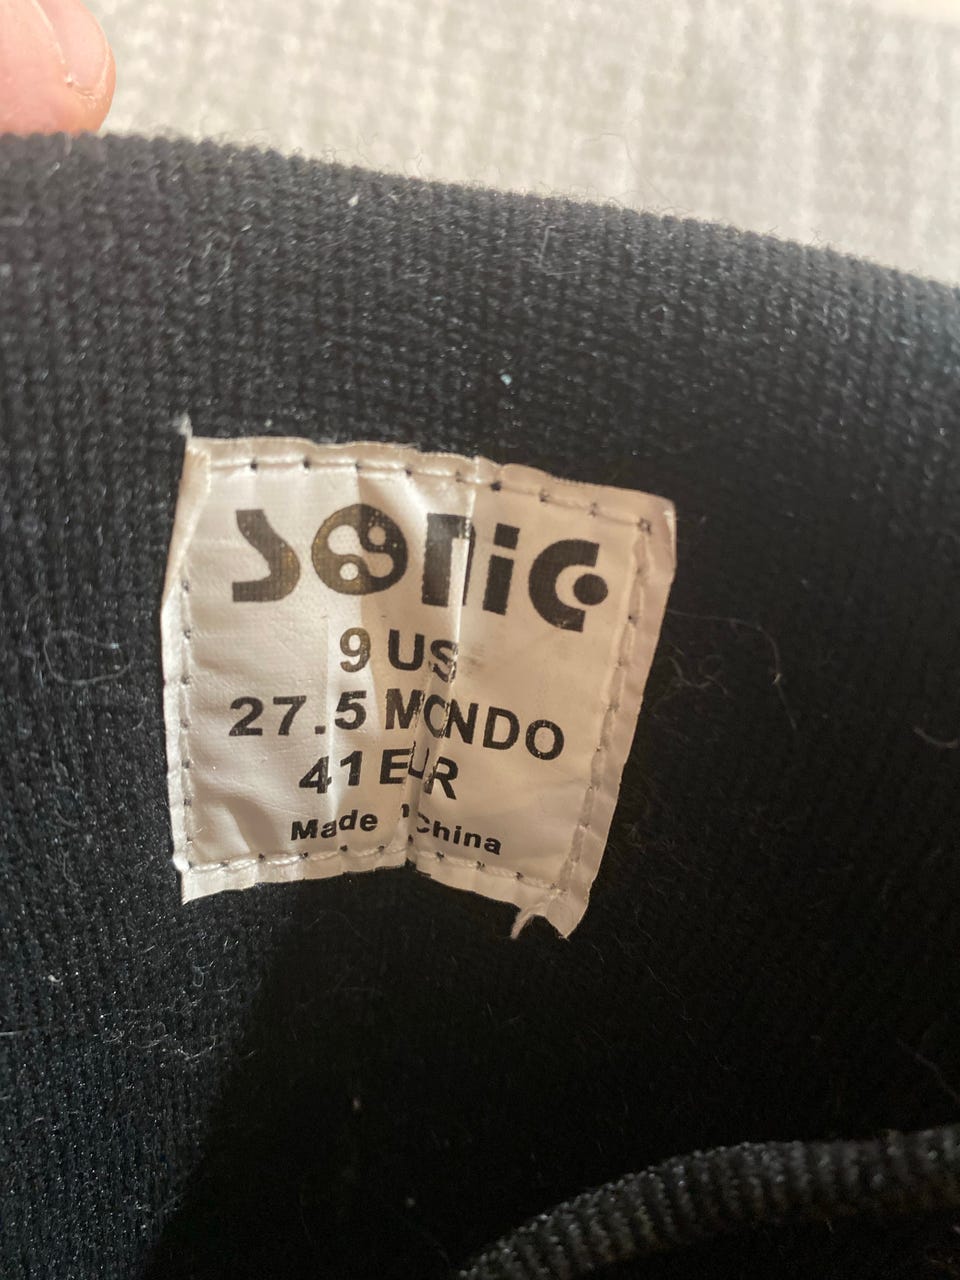 SONiC
9 US
27.5 MONDO
41 EUR
Made in China